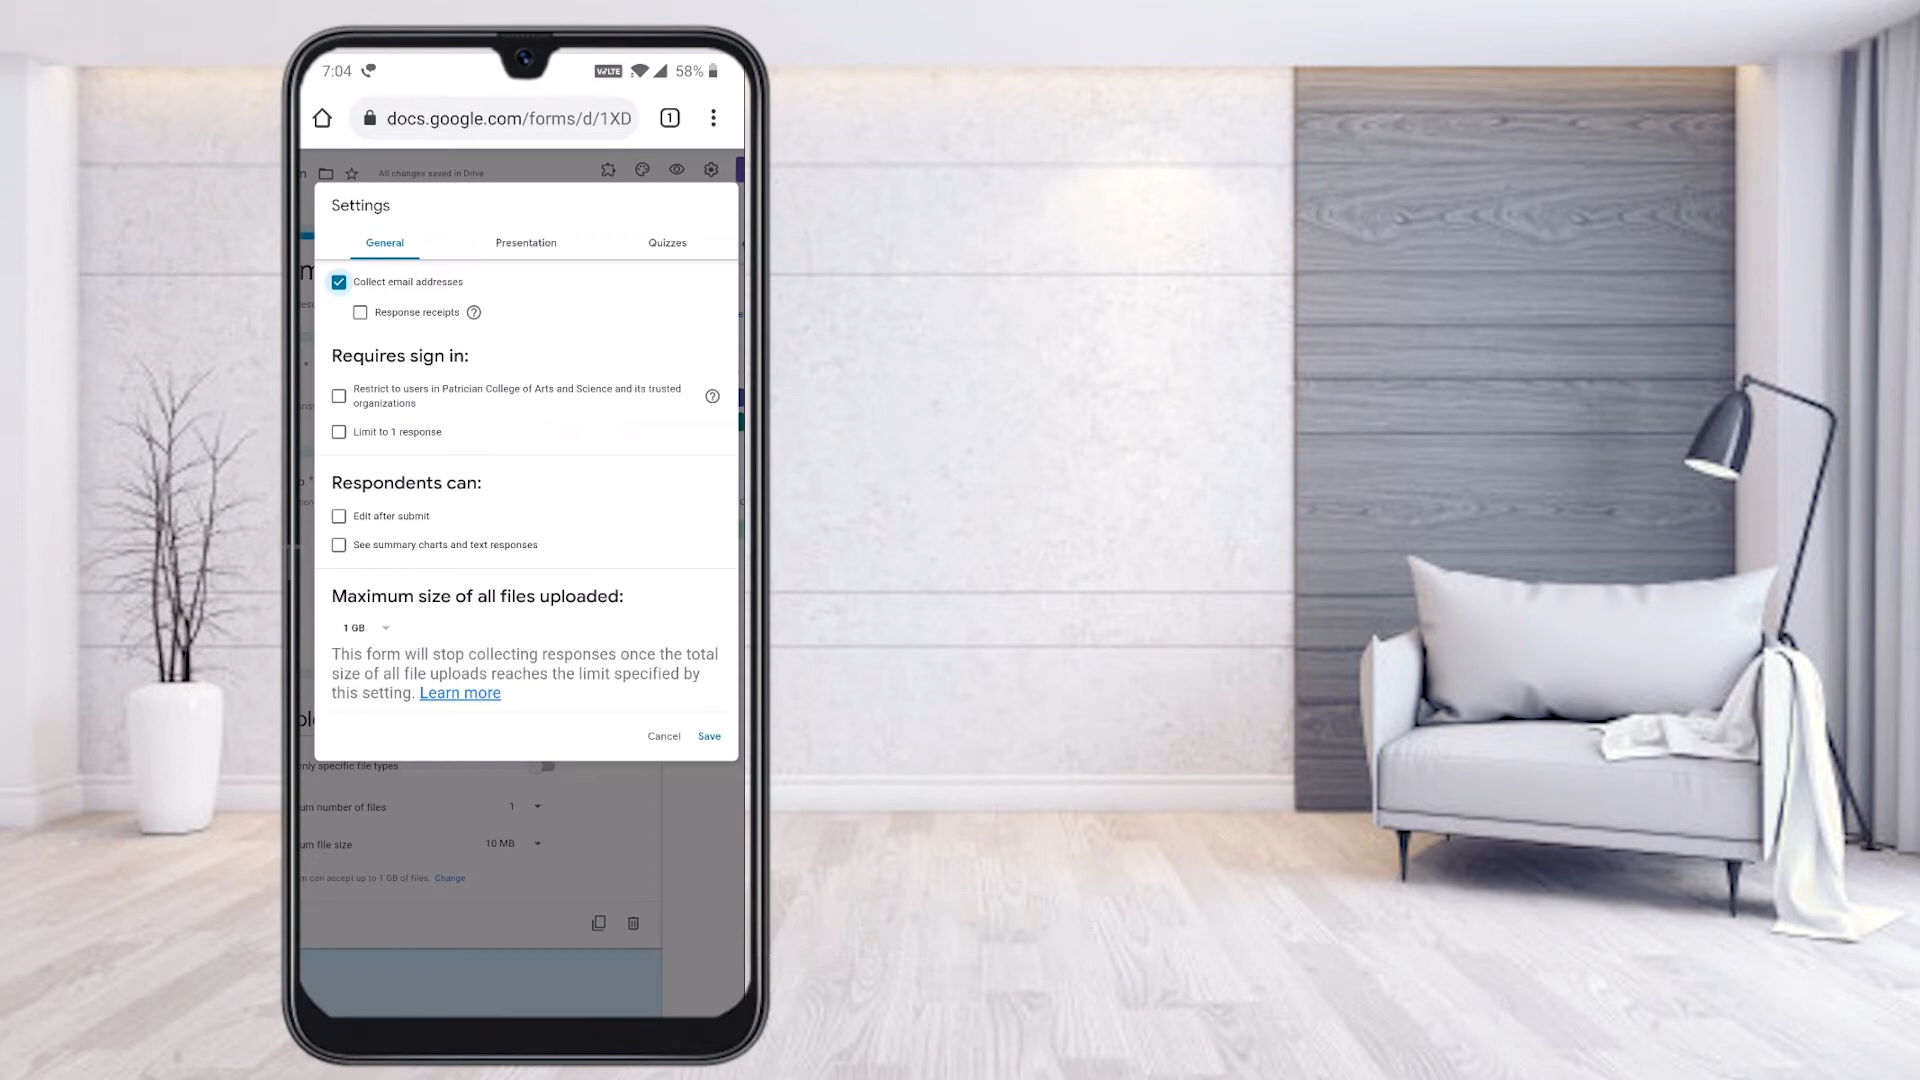 7:04 VoLTE 58%
docs.google.com/forms/d/1XD 1
All changes saved in Drive
Settings
General Presentation Quizzes
Collect email addresses
Response receipts
Requires sign in:
Restrict to users in Patrician College of Arts and Science and its trusted
organizations
Limit to 1 response
Respondents can:
Edit after submit
See summary charts and text responses
Maximum size of all files uploaded:
1 GB
This form will stop collecting responses once the total
size of all file uploads reaches the limit specified by
this setting. Learn more
Cancel Save
only specific file types
um number of files 1
um file size 10 MB
m can accept up to 1 GB of files. Change